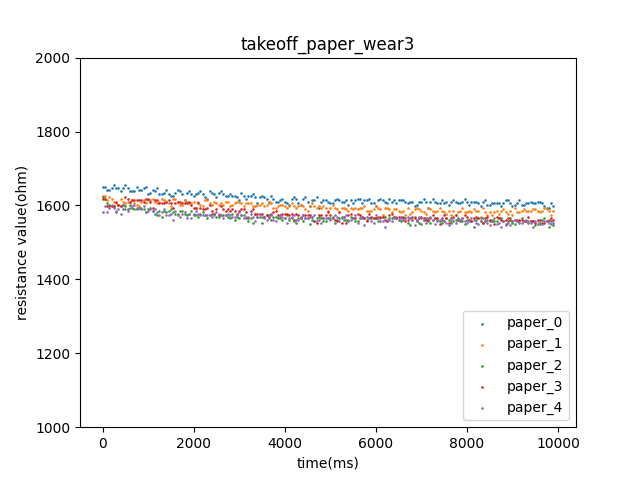 takeoff_paper_wear3
2000
1800
1600
1400
1200
1000
resistance value(ohm)
0
2000
4000
6000
8000
10000
time(ms)
paper_0
paper_1
paper_2
paper_3
paper_4